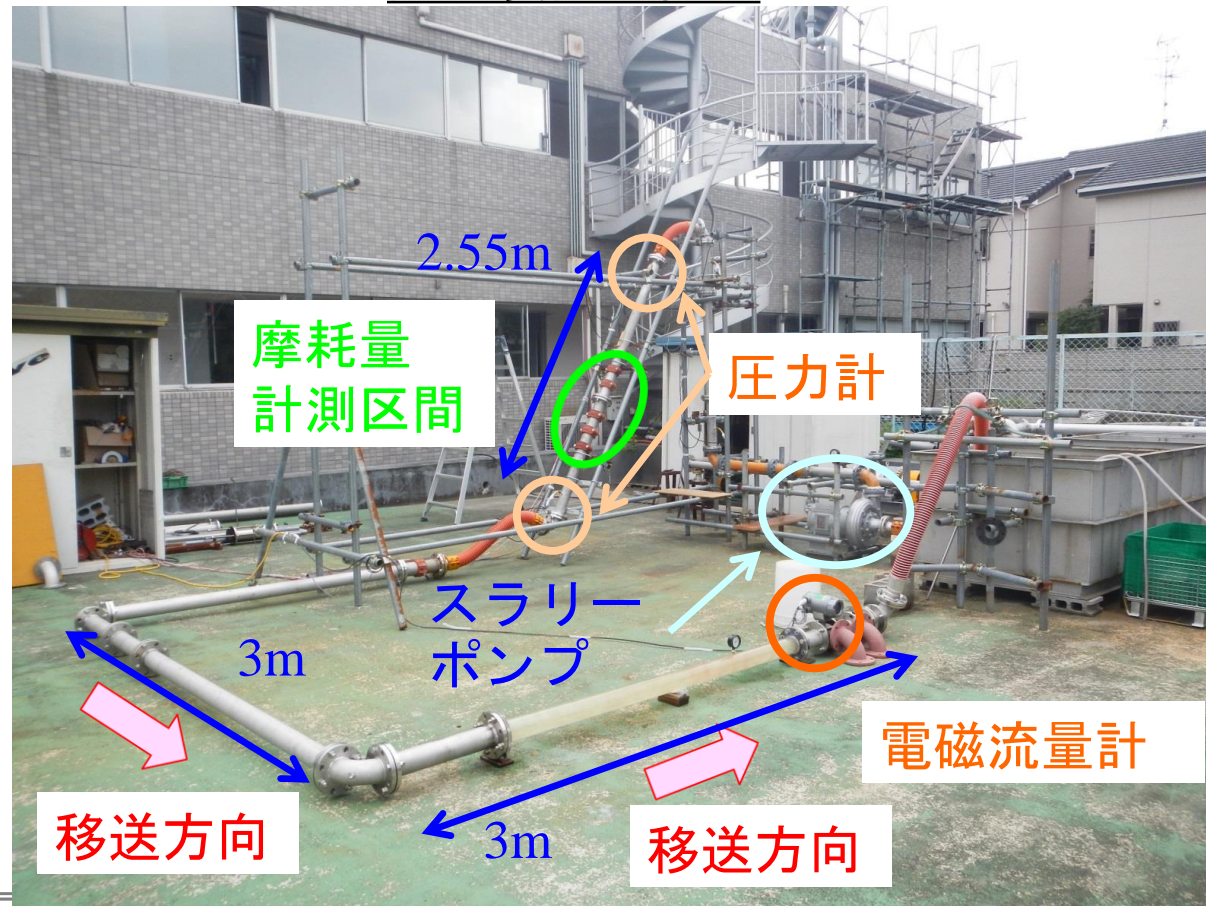 2.55m
摩耗量
計測区間
圧力計
スラリー
ポンプ
3m
電磁流量計
移送方向
3m
移送方向